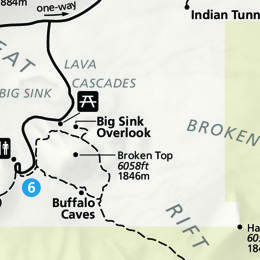 884m
one-way
Indian Tunn
EAT
LAVA
CASCADES
BIG SINK
Big Sink
Overlook
BROKEN
Broken Top
6058ft
1846m
6
Buffalo
Caves
RIFT
Ha
605
184